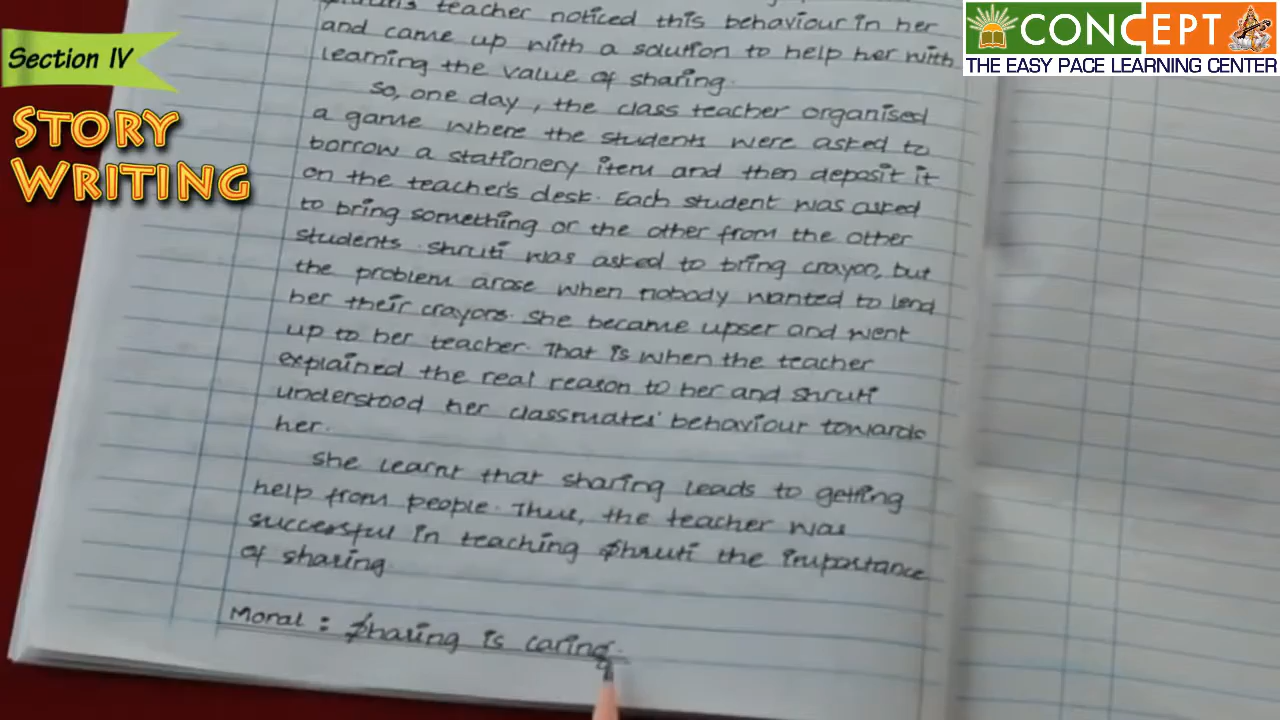 Section IV
STORY
WRITING
CONCEPT
THE EASY PACE LEARNING CENTER
teacher noticed this behaviour in her
and came up with a solution to help her with
learning the value of sharing.
So, one day, the class teacher organised
a game where the students were asked to
borrow a stationery item and then deposit it
on the teacher's desk. Each student was asked
to bring something or the other from the other
students. Shruti was asked to bring crayon, but
the problem arose when nobody wanted to lend
her their crayons. She became upser and went
up to her teacher. That is when the teacher
explained the real reason to her and Shruti
understood her classmates' behaviour towards
her.
She learnt that sharing leads to getting
help from people. Thus, the teacher was
successful in teaching Shruti the importance
of sharing.
Moral : Sharing is caring.